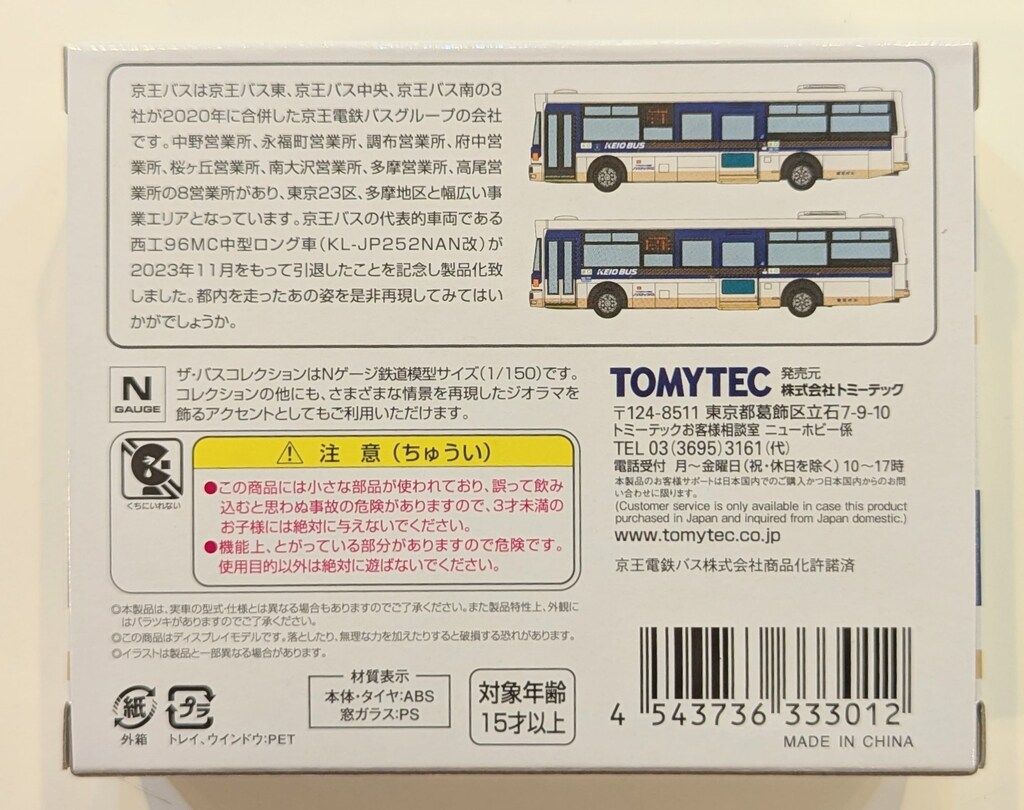 京王バスは京王バス東、京王バス中央、京王バス南の3
社が2020年に合併した京王電鉄バスグループの会社
です。中野営業所、永福町営業所、調布営業所、府中営
業所、桜ヶ丘営業所、南大沢営業所、多摩営業所、高尾営
業所の8営業所があり、東京23区、多摩地区と幅広い事
業エリアとなっています。京王バスの代表的車両である
西工96MC中型ロング車(KL-JP252NAN改)が
2023年11月をもって引退したことを記念し製品化致
しました。都内を走ったあの姿を是非再現してみてはい
かがでしょうか。
KEIO BUS
KEIO BUS
N
GAUGE
ザ・バスコレクションはNゲージ鉄道模型サイズ(1/150)です。
コレクションの他にも、さまざまな情景を再現したジオラマを
飾るアクセントとしてもご利用いただけます。
くちにいれない
⚠ 注 意 (ちゅうい)
●この商品には小さな部品が使われており、誤って飲み
込むと思わぬ事故の危険がありますので、3才未満の
お子様には絶対に与えないでください。
●機能上、とがっている部分がありますので危険です。
使用目的以外は絶対に遊ばないでください。
◎本製品は、実車の型式・仕様とは異なる場合もありますのでご了承ください。また製品特性上、外観に
はバラツキがありますのでご了承ください。
◎この商品はディスプレイモデルです。落としたり、無理な力を加えたりすると破損する恐れがあります。
◎イラストは製品と一部異なる場合があります。
紙
外箱
プラ
トレイ、ウインドウ:PET
材質表示
本体・タイヤ:ABS
窓ガラス:PS
対象年齢
15才以上
TOMYTEC 発売元
株式会社トミーテック
〒124-8511 東京都葛飾区立石7-9-10
トミーテックお客様相談室 ニューホビー係
TEL 03(3695)3161(代)
電話受付 月〜金曜日(祝・休日を除く)10〜17時
本製品のお客様サポートは日本国内でのご購入かつ日本国内からのお問
い合わせに限ります。
(Customer service is only available in case this product
purchased in Japan and inquired from Japan domestic.)
www.tomytec.co.jp
京王電鉄バス株式会社商品化許諾済
4 543736 333012
MADE IN CHINA